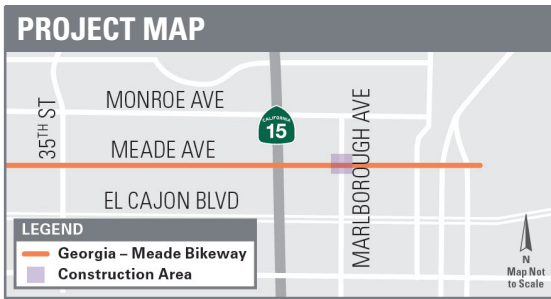 PROJECT MAP
35TH ST
MONROE AVE
CALIFORNIA
15
MARLBOROUGH AVE
MEADE AVE
EL CAJON BLVD
LEGEND
Georgia – Meade Bikeway
Construction Area
N
Map Not
to Scale